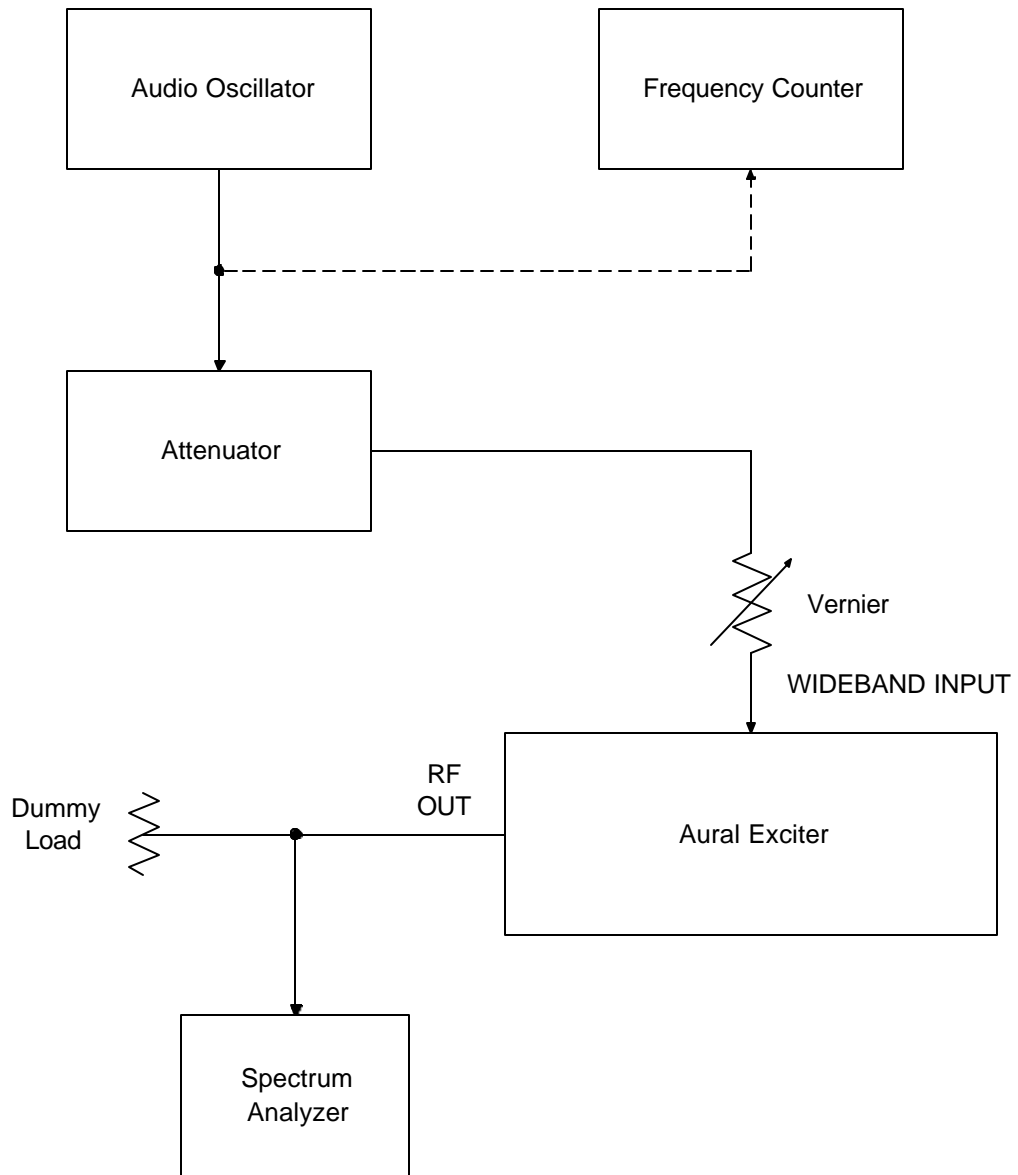 Audio Oscillator
Frequency Counter
Attenuator
Vernier
WIDEBAND INPUT
RF
OUT
Dummy
Load
Aural Exciter
Spectrum
Analyzer